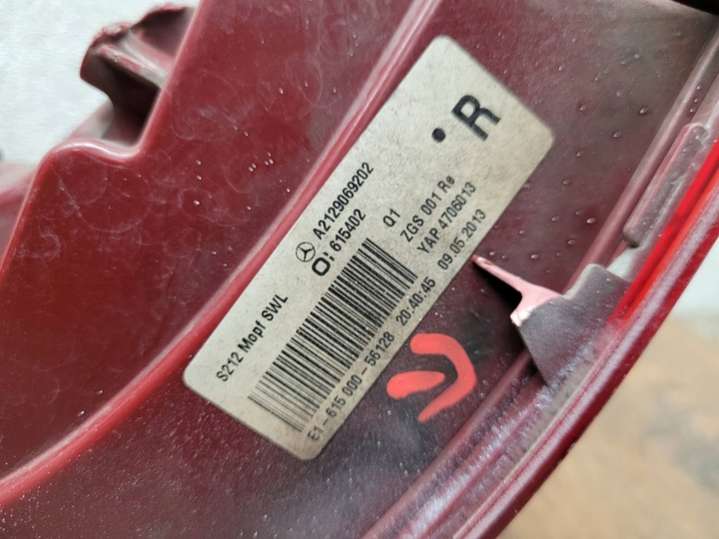 R
A2129069202
O: 615402
01
ZGS 001 Re
YAP 4706013
S212 Mopf SWL
E1-615 000-56128 20:40:45 09.05.2013